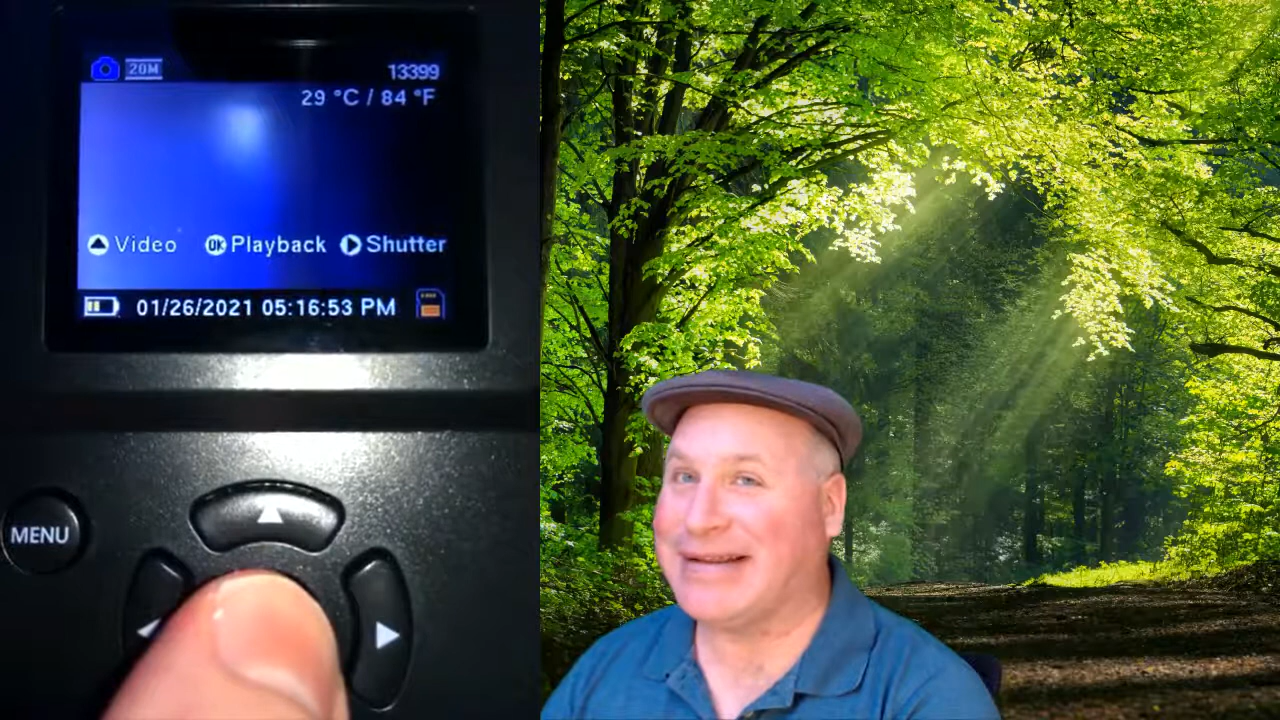 20M 13399
29 °C / 84 °F
Video OK Playback Shutter
01/26/2021 05:16:53 PM
MENU